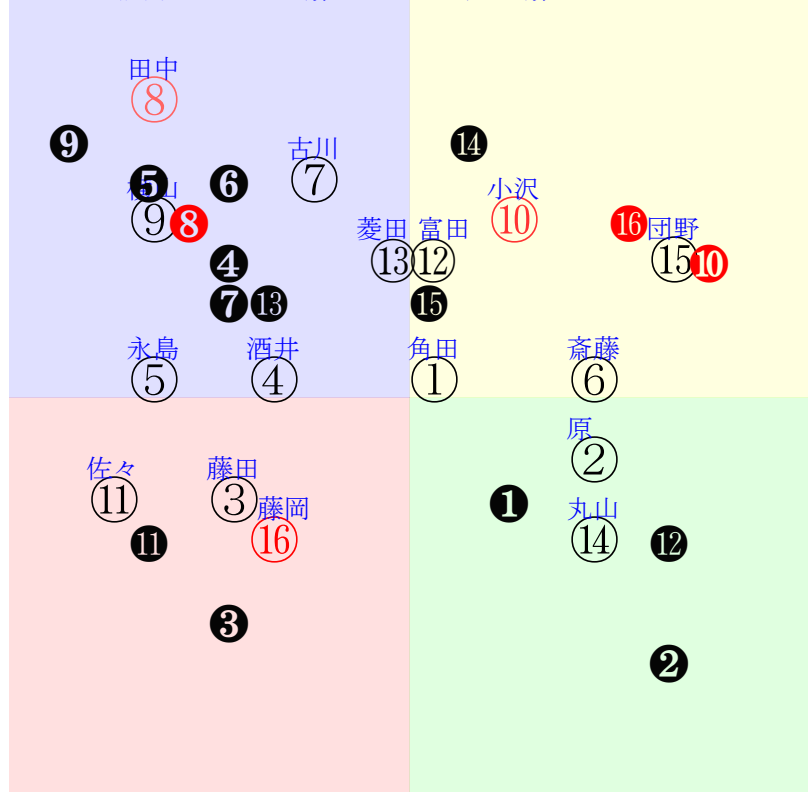 田中
⑧
❾
⓮
古川
⑦
❺
❻
山
⑨
❽
小沢
⑩
⓰
団野
⑮
❿
菱田
⑬
富田
⑫
❹
❼
⓭
⓯
永島
⑤
酒井
④
角田
①
斎藤
⑥
原
②
佐々
⑪
藤田
③
藤岡
⑯
❶
丸山
⑭
⓫
⓬
❸
❷